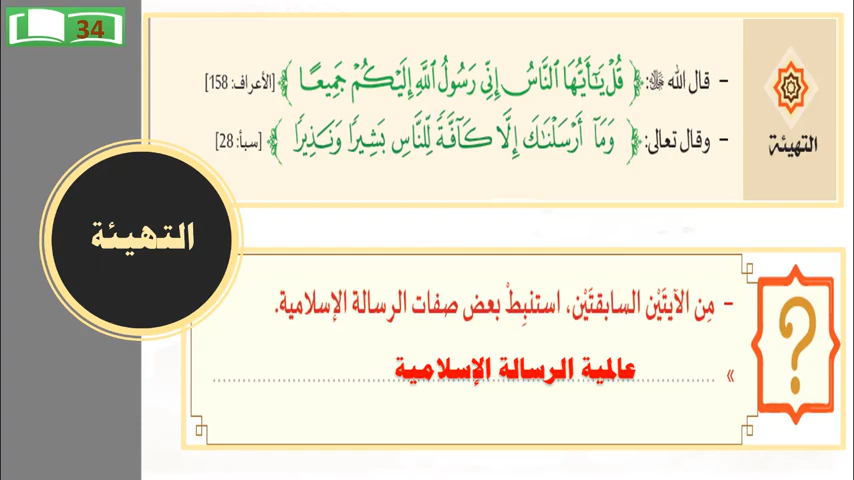 34
- قال الله ﷻ: ﴿ قُلْ يَٰٓأَيُّهَا ٱلنَّاسُ إِنِّي رَسُولُ ٱللَّهِ إِلَيْكُمْ جَمِيعًا ﴾ [الأعراف: 158]
- وقال تعالى: ﴿ وَمَآ أَرْسَلْنَٰكَ إِلَّا كَآفَّةً لِّلنَّاسِ بَشِيرًا وَنَذِيرًا ﴾ [سبأ: 28]
التهيئة
التهيئة
- مِن الآيتَيْن السابقتَيْن، استنبِطْ بعض صفات الرسالة الإسلامية.
» عالمية الرسالة الإسلامية
؟